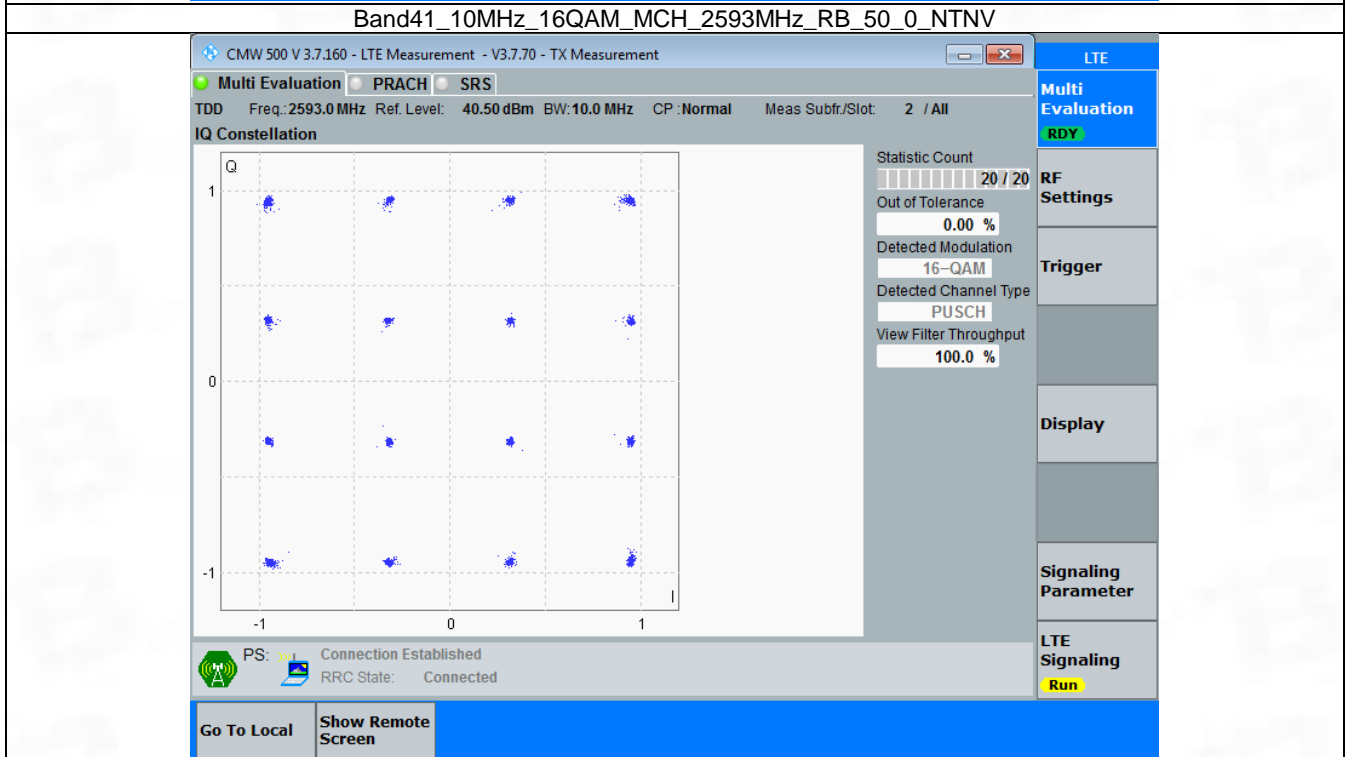 Band41_10MHz_16QAM_MCH_2593MHz_RB_50_0_NTNV
CMW 500 V 3.7.160 - LTE Measurement - V3.7.70 - TX Measurement
LTE
Multi Evaluation PRACH SRS
TDD Freq.:2593.0 MHz Ref. Level: 40.50 dBm BW:10.0 MHz CP :Normal Meas Subfr./Slot: 2 / All
IQ Constellation
Q
1
0
-1
I
-1 0 1
Statistic Count
20 / 20
Out of Tolerance
0.00 %
Detected Modulation
16-QAM
Detected Channel Type
PUSCH
View Filter Throughput
100.0 %
Multi
Evaluation
RDY
RF
Settings
Trigger
Display
Signaling
Parameter
LTE
Signaling
Run
PS: Connection Established
RRC State: Connected
Go To Local
Show Remote
Screen